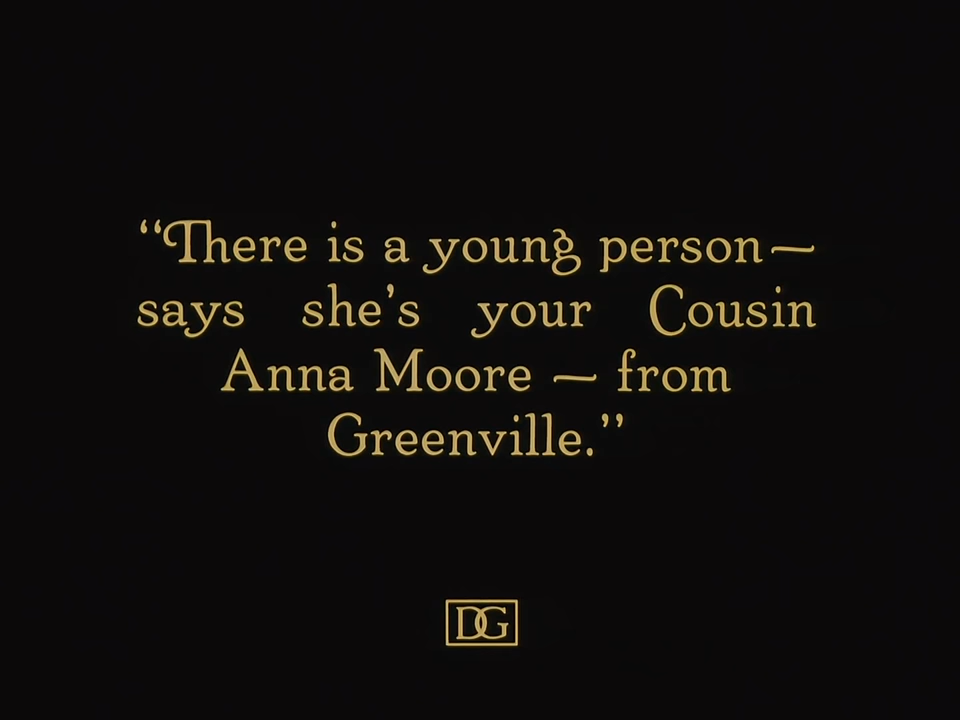 “There is a young person—
says she’s your Cousin
Anna Moore — from
Greenville.”
DG